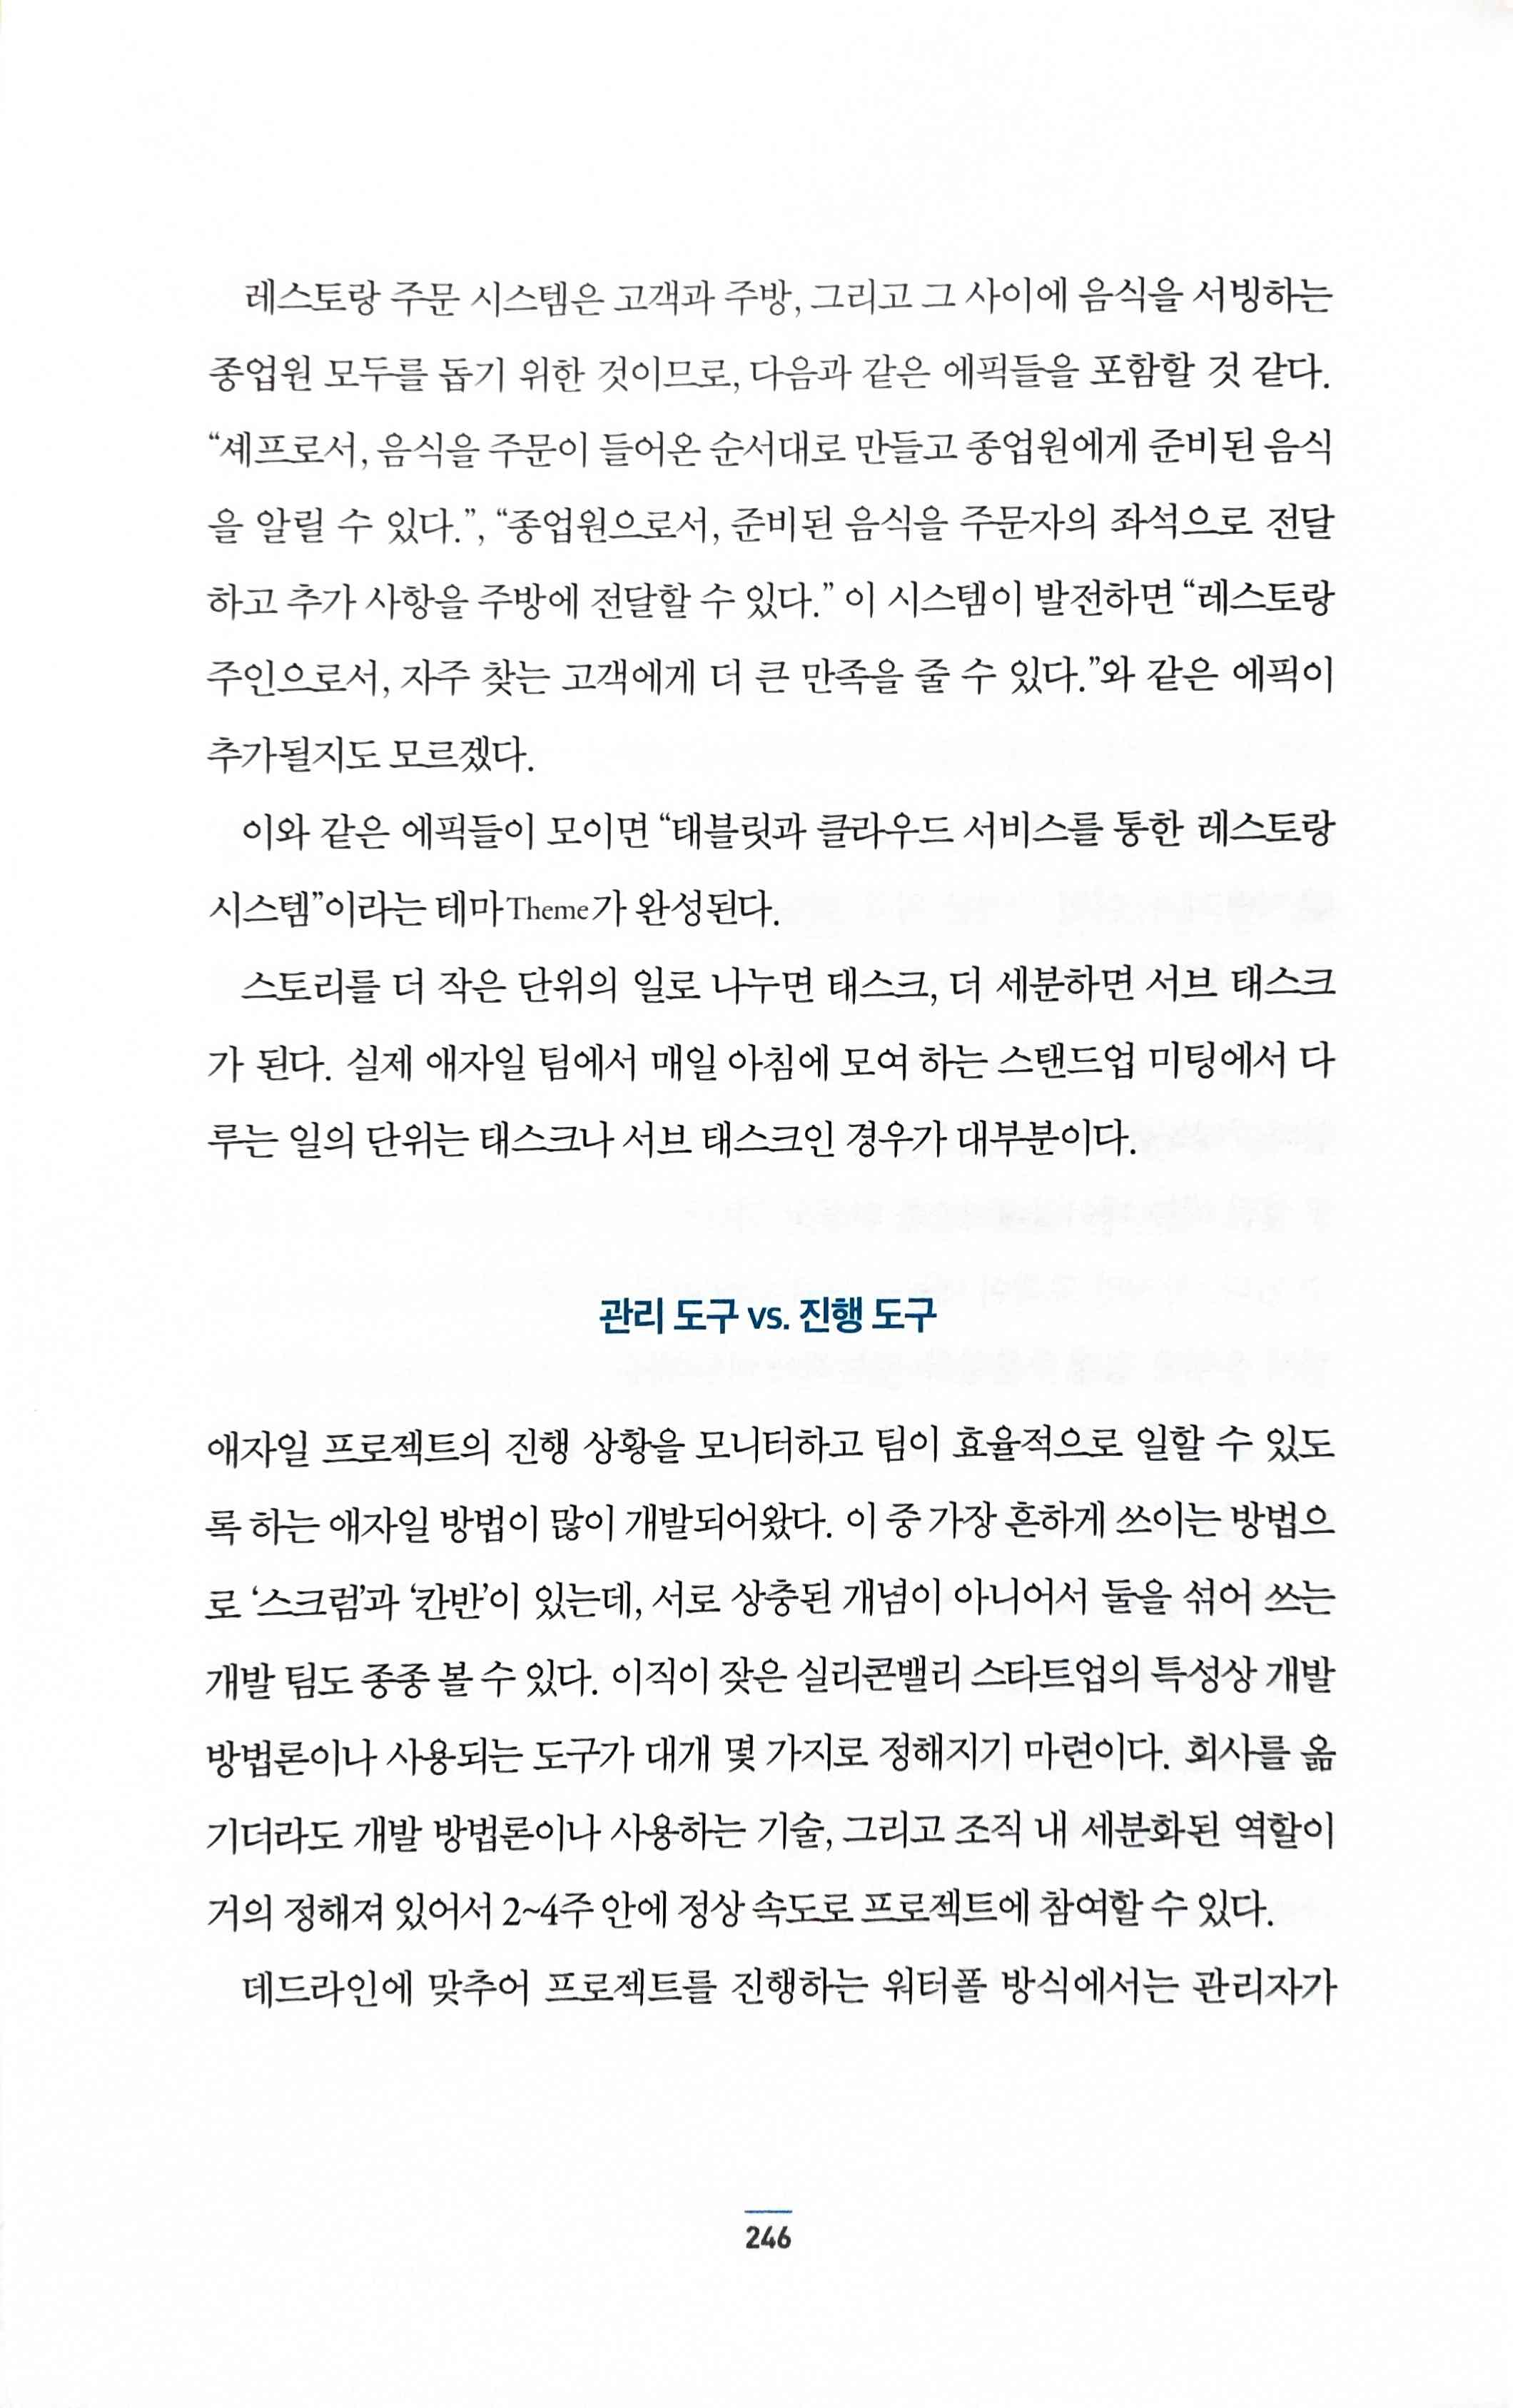 레스토랑 주문 시스템은 고객과 주방, 그리고 그 사이에 음식을 서빙하는
종업원 모두를 돕기 위한 것이므로, 다음과 같은 에픽들을 포함할 것 같다.
“셰프로서, 음식을 주문이 들어온 순서대로 만들고 종업원에게 준비된 음식
을 알릴 수 있다.”, “종업원으로서, 준비된 음식을 주문자의 좌석으로 전달
하고 추가 사항을 주방에 전달할 수 있다.” 이 시스템이 발전하면 “레스토랑
주인으로서, 자주 찾는 고객에게 더 큰 만족을 줄 수 있다.”와 같은 에픽이
추가될지도 모르겠다.
이와 같은 에픽들이 모이면 “태블릿과 클라우드 서비스를 통한 레스토랑
시스템”이라는 테마Theme가 완성된다.
스토리를 더 작은 단위의 일로 나누면 태스크, 더 세분하면 서브 태스크
가 된다. 실제 애자일 팀에서 매일 아침에 모여 하는 스탠드업 미팅에서 다
루는 일의 단위는 태스크나 서브 태스크인 경우가 대부분이다.
관리 도구 vs. 진행 도구
애자일 프로젝트의 진행 상황을 모니터하고 팀이 효율적으로 일할 수 있도
록 하는 애자일 방법이 많이 개발되어왔다. 이 중 가장 흔하게 쓰이는 방법으
로 ‘스크럼’과 ‘칸반’이 있는데, 서로 상충된 개념이 아니어서 둘을 섞어 쓰는
개발 팀도 종종 볼 수 있다. 이직이 잦은 실리콘밸리 스타트업의 특성상 개발
방법론이나 사용되는 도구가 대개 몇 가지로 정해지기 마련이다. 회사를 옮
기더라도 개발 방법론이나 사용하는 기술, 그리고 조직 내 세분화된 역할이
거의 정해져 있어서 2~4주 안에 정상 속도로 프로젝트에 참여할 수 있다.
데드라인에 맞추어 프로젝트를 진행하는 워터폴 방식에서는 관리자가
246